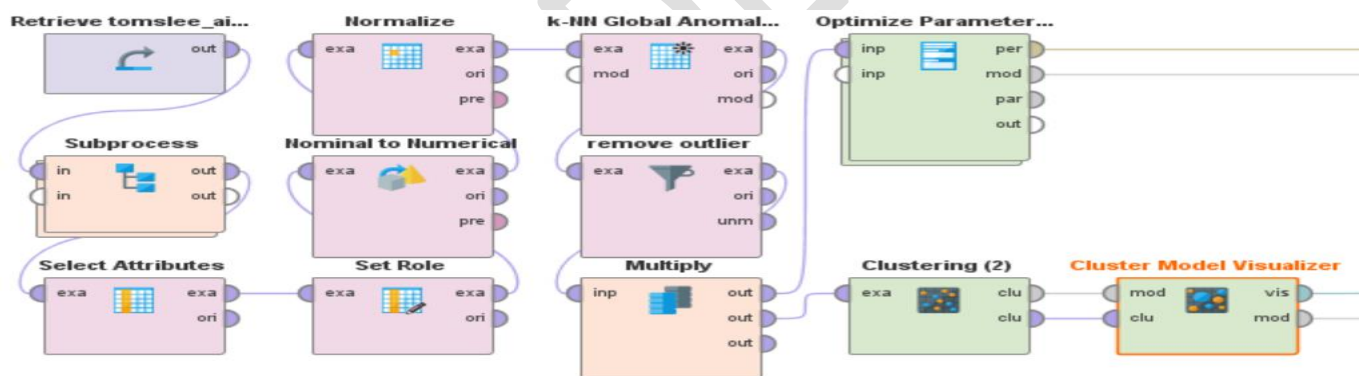 Retrieve tomslee_ai...
out
Normalize
exa exa
ori
pre
k-NN Global Anomal...
exa exa
mod ori
mod
Optimize Parameter...
inp per
inp mod
par
out
Subprocess
in out
in out
Nominal to Numerical
exa exa
ori
pre
remove outlier
exa exa
ori
unm
Select Attributes
exa exa
ori
Set Role
exa exa
ori
Multiply
inp out
out
out
Clustering (2)
exa clu
clu
Cluster Model Visualizer
mod vis
clu mod